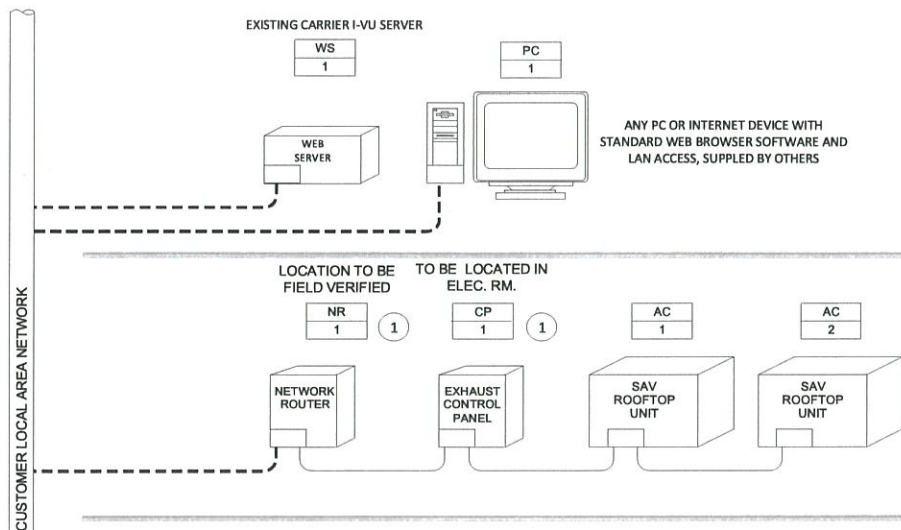 EXISTING CARRIER I-VU SERVER
WS
1
PC
1
WEB
SERVER
ANY PC OR INTERNET DEVICE WITH
STANDARD WEB BROWSER SOFTWARE AND
LAN ACCESS, SUPPLED BY OTHERS
CUSTOMER LOCAL AREA NETWORK
LOCATION TO BE
FIELD VERIFIED
NR
1
1
TO BE LOCATED IN
ELEC. RM.
CP
1
1
AC
1
AC
2
NETWORK
ROUTER
EXHAUST
CONTROL
PANEL
SAV
ROOFTOP
UNIT
SAV
ROOFTOP
UNIT